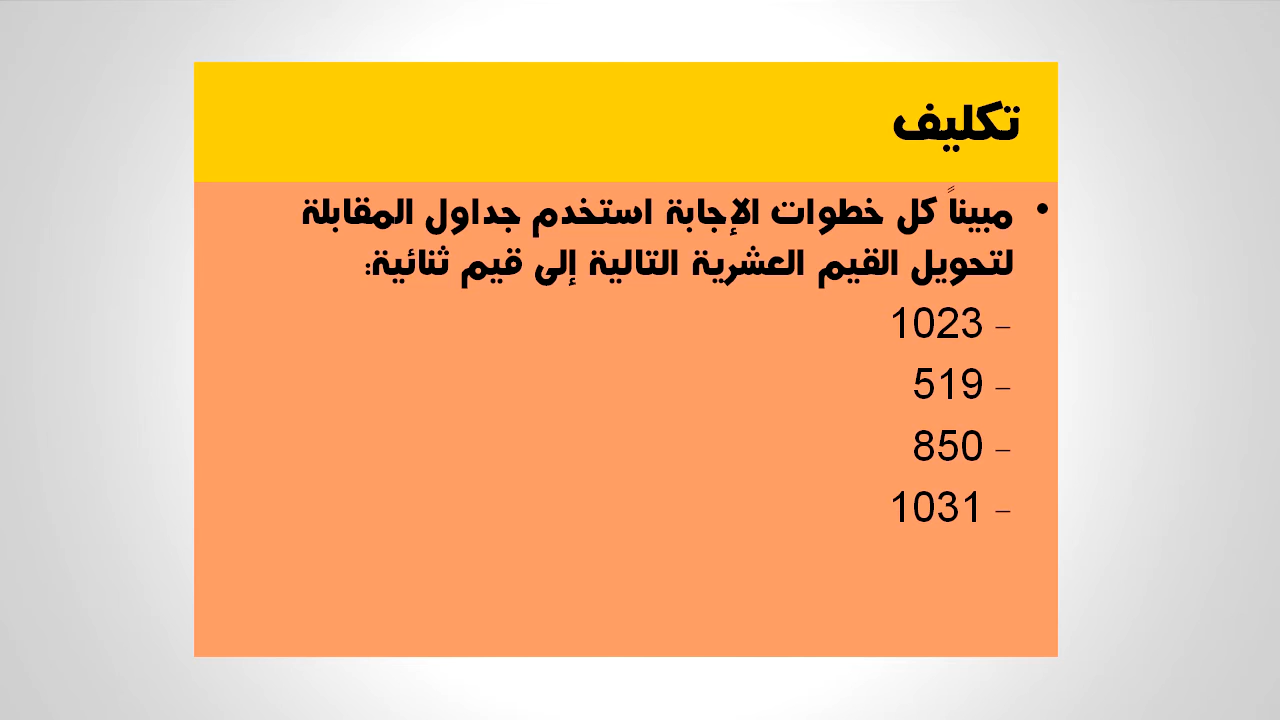 تكليف
• مبيناً كل خطوات الإجابة استخدم جداول المقابلة
لتحويل القيم العشرية التالية إلى قيم ثنائية:
– 1023
– 519
– 850
– 1031